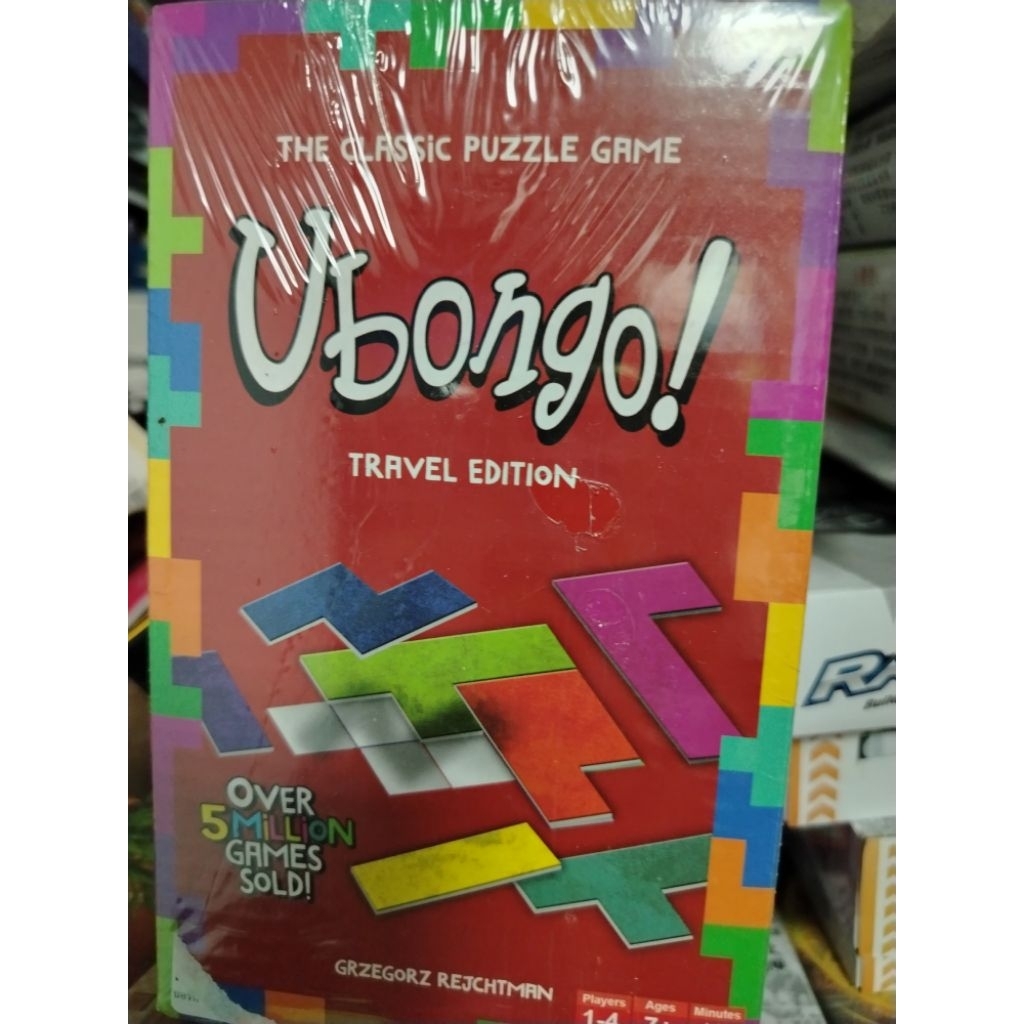 THE CLASSIC PUZZLE GAME
Ubongo!
TRAVEL EDITION
OVER
5 MILLION
GAMES
SOLD!
GRZEGORZ REJCHTMAN
Players Ages Minutes
1-4 7+